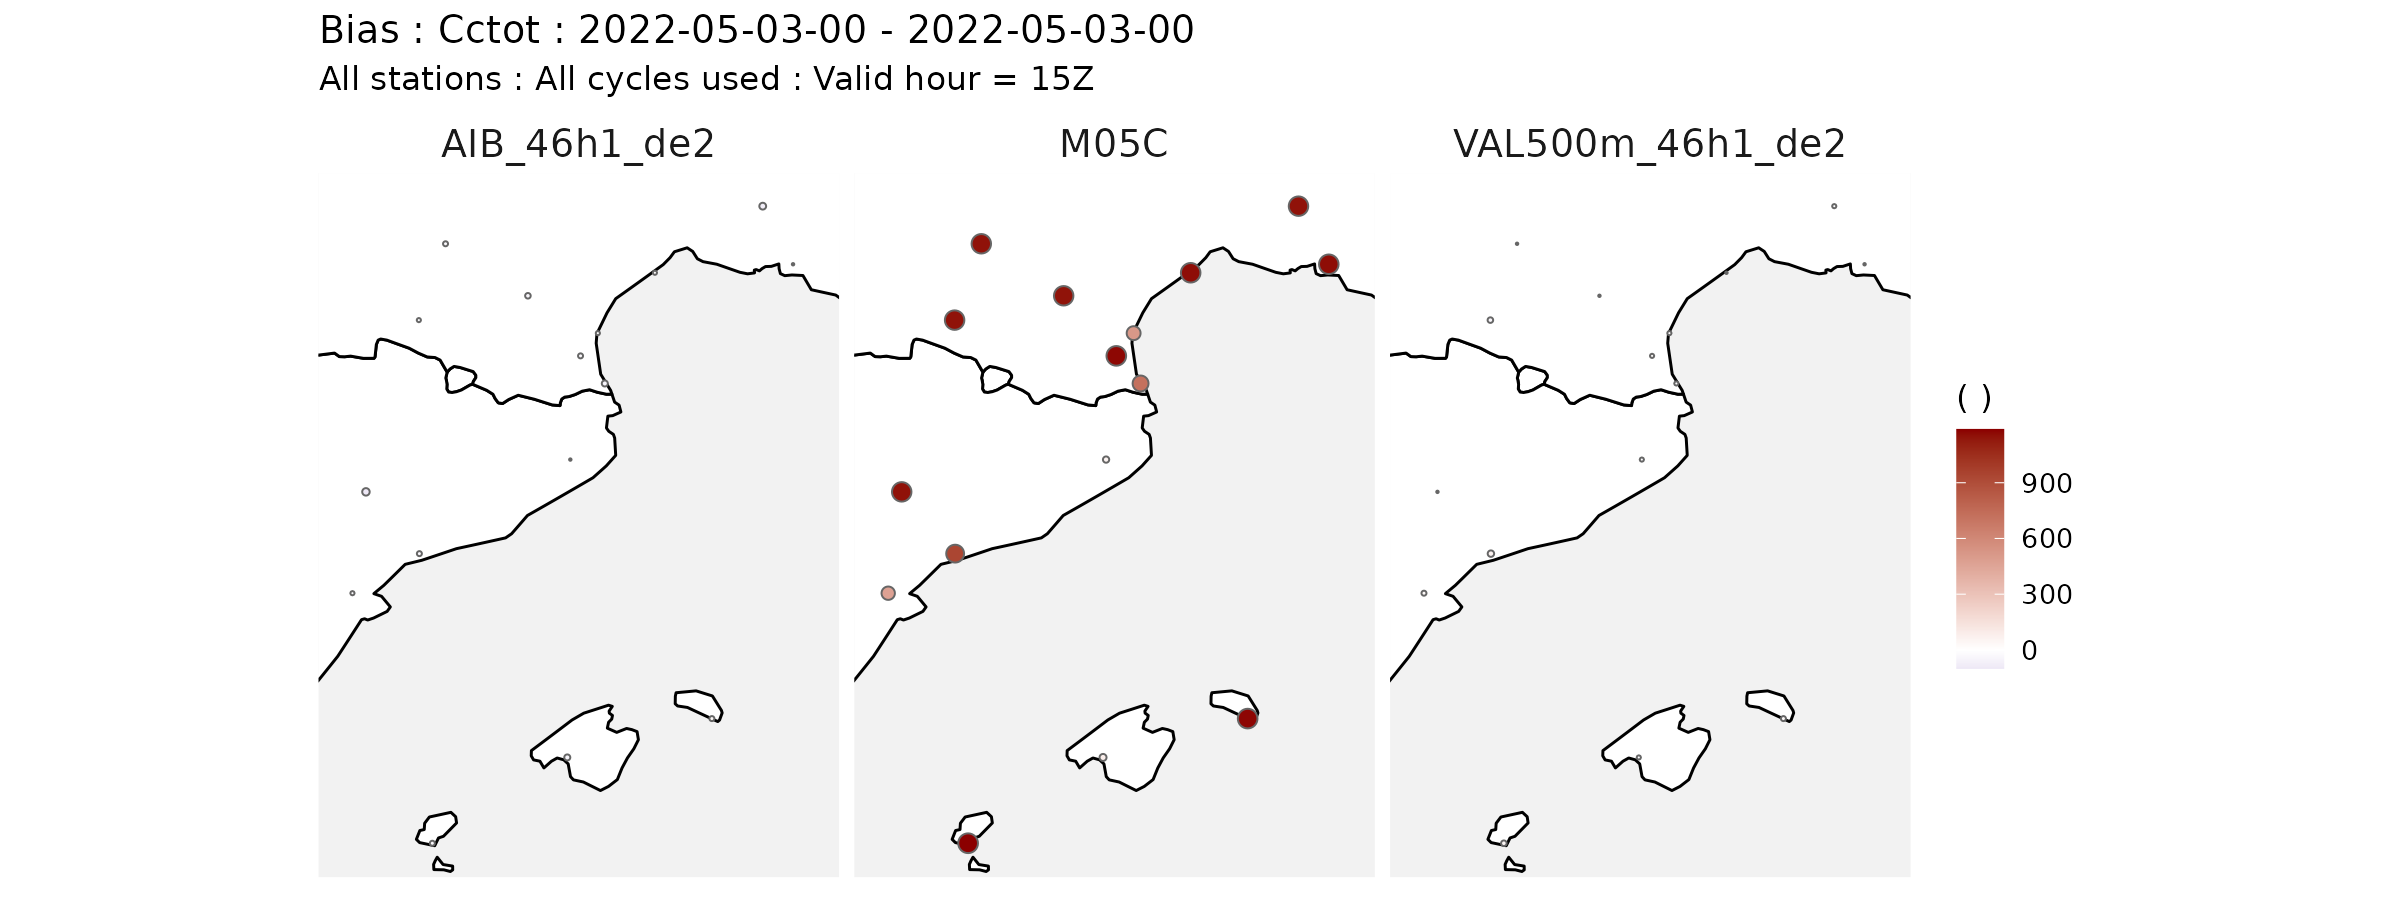 Bias : Cctot : 2022-05-03-00 - 2022-05-03-00
All stations : All cycles used : Valid hour = 15Z
AIB_46h1_de2
M05C
VAL500m_46h1_de2
( )
900
600
300
0